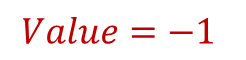 Value = −1